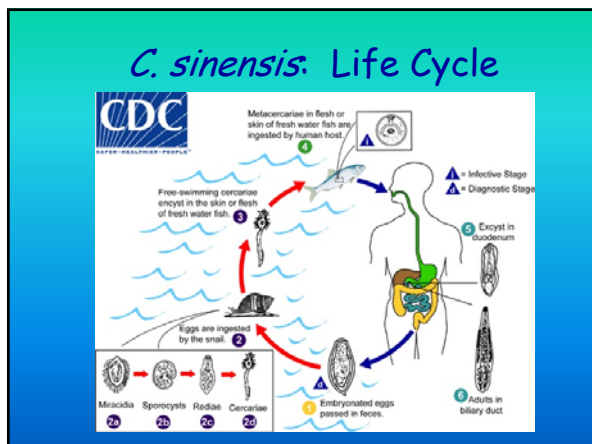 C. sinensis: Life Cycle
CDC
SAFER • HEALTHIER • PEOPLE™
Metacercariae in flesh or
skin of fresh water fish are
ingested by human host.
4
i
i = Infective Stage
d = Diagnostic Stage
Free-swimming cercariae
encyst in the skin or flesh
of fresh water fish.
3
5
Excyst in
duodenum
Eggs are ingested
by the snail.
2
Miracidia
Sporocysts
Rediae
Cercariae
2a
2b
2c
2d
d
1
Embryonated eggs
passed in feces.
6
Adults in
biliary duct